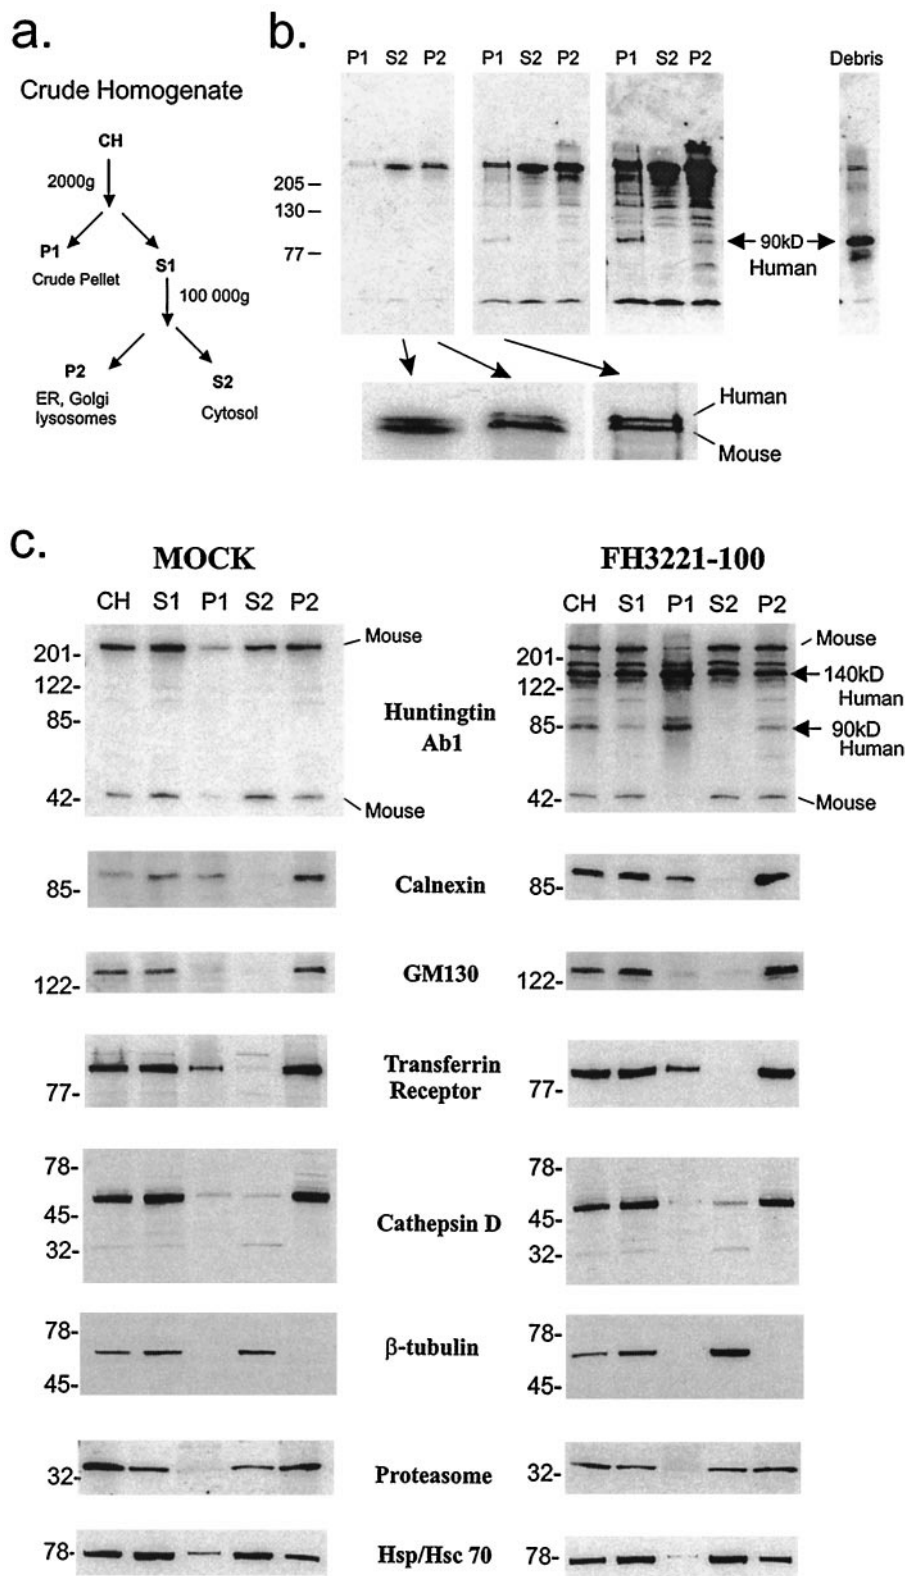 a.
Crude Homogenate
CH
2000g
P1
Crude Pellet
S1
100 000g
P2
ER, Golgi
lysosomes
S2
Cytosol
b.
P1 S2 P2
P1 S2 P2
P1 S2 P2
Debris
205
130
77
90kD
Human
Human
Mouse
c.
MOCK
FH3221-100
CH S1 P1 S2 P2
CH S1 P1 S2 P2
201-
122-
85-
42-
Mouse
Mouse
Huntingtin
Ab1
201-
122-
85-
42-
Mouse
140kD
Human
90kD
Human
Mouse
85-
Calnexin
85-
122-
GM130
122-
77-
Transferrin
Receptor
77-
78-
45-
32-
Cathepsin D
78-
45-
32-
78-
45-
β-tubulin
78-
45-
32-
Proteasome
32-
78-
Hsp/Hsc 70
78-